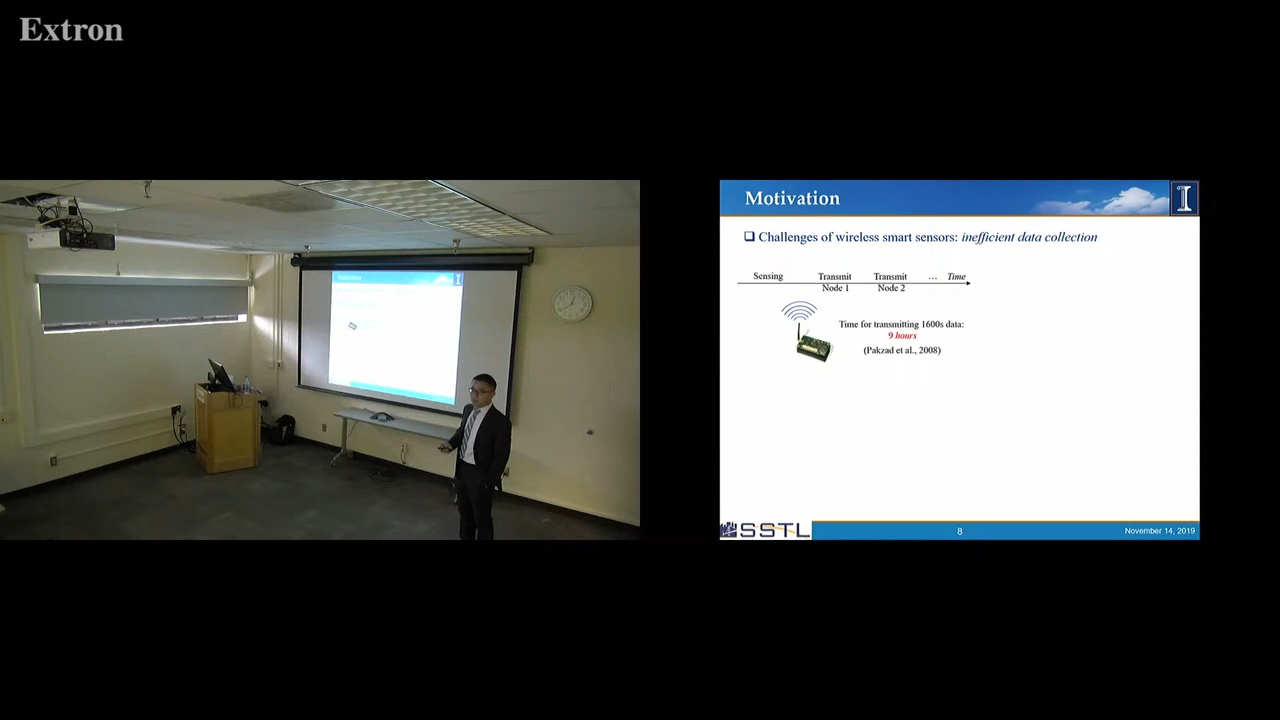 Extron
Motivation
Motivation
Challenges of wireless smart sensors: inefficient data collection
Sensing Transmit Transmit … Time
Node 1 Node 2
Time for transmitting 1600s data:
9 hours
(Pakzad et al., 2008)
SSTL
8
November 14, 2019